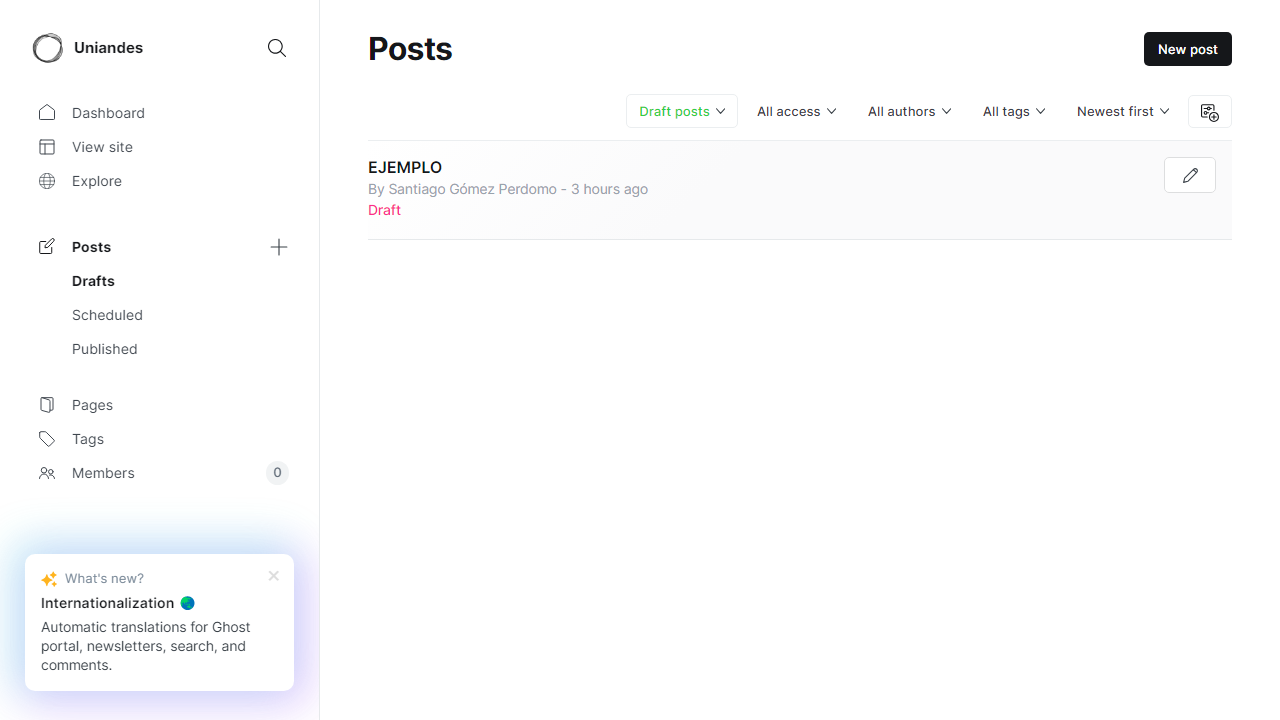 Uniandes
Dashboard
View site
Explore
Posts
Drafts
Scheduled
Published
Pages
Tags
Members 0
What's new?
Internationalization 🌏
Automatic translations for Ghost
portal, newsletters, search, and
comments.
Posts
New post
Draft posts All access All authors All tags Newest first
EJEMPLO
By Santiago Gómez Perdomo - 3 hours ago
Draft